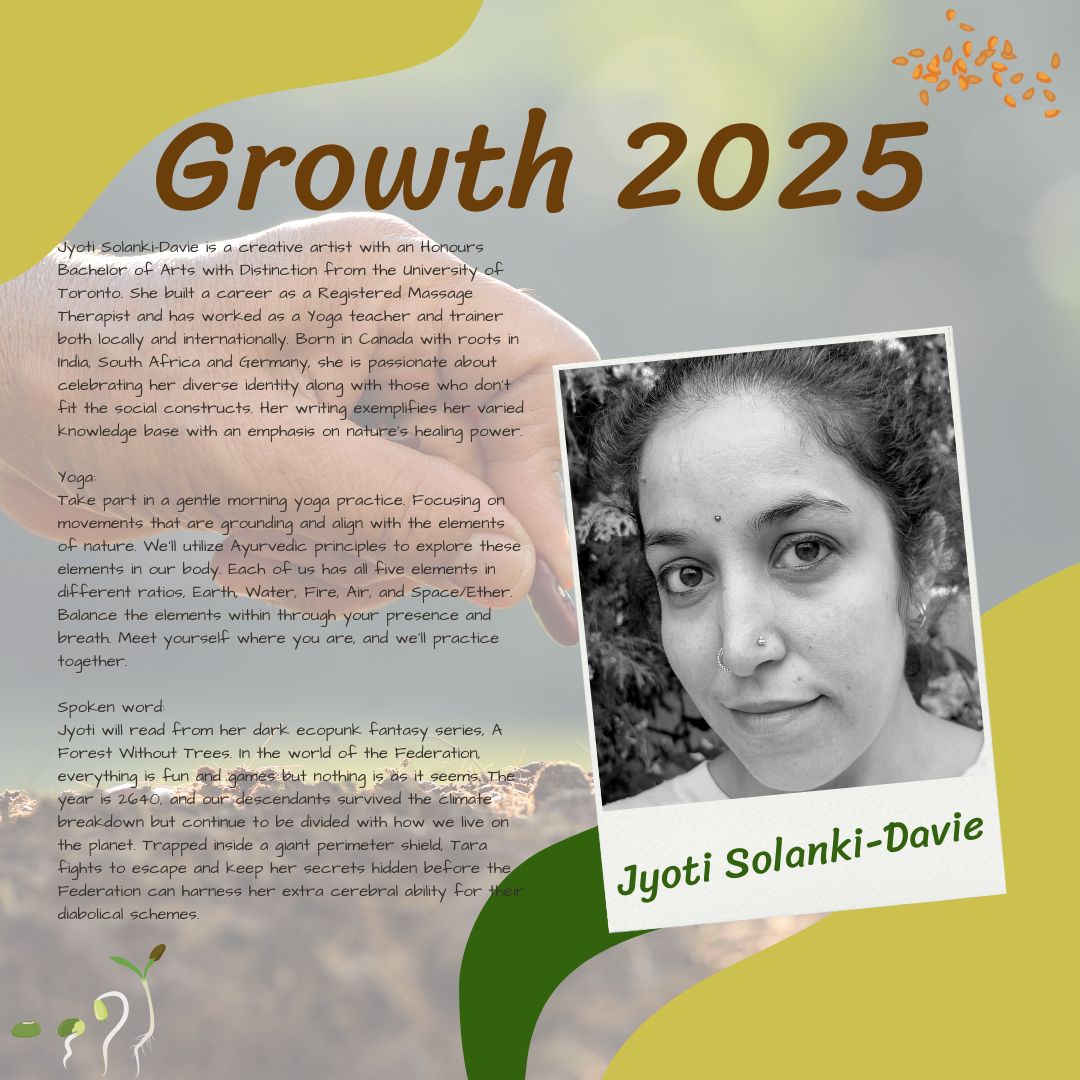 Growth 2025
Jyoti Solanki-Davie is a creative artist with an Honours
Bachelor of Arts with Distinction from the University of
Toronto. She built a career as a Registered Massage
Therapist and has worked as a Yoga teacher and trainer
both locally and internationally. Born in Canada with roots in
India, South Africa and Germany, she is passionate about
celebrating her diverse identity along with those who don't
fit the social constructs. Her writing exemplifies her varied
knowledge base with an emphasis on nature's healing power.
Yoga:
Take part in a gentle morning yoga practice. Focusing on
movements that are grounding and align with the elements
of nature. We'll utilize Ayurvedic principles to explore these
elements in our body. Each of us has all five elements in
different ratios, Earth, Water, Fire, Air, and Space/Ether.
Balance the elements within through your presence and
breath. Meet yourself where you are, and we'll practice
together.
Spoken word:
Jyoti will read from her dark ecopunk fantasy series, A
Forest Without Trees. In the world of the Federation,
everything is fun and games but nothing is as it seems. The
year is 2640, and our descendants survived the climate
breakdown but continue to be divided with how we live on
the planet. Trapped inside a giant perimeter shield, Tara
fights to escape and keep her secrets hidden before the
Federation can harness her extra cerebral ability for their
diabolical schemes.
Jyoti Solanki-Davie